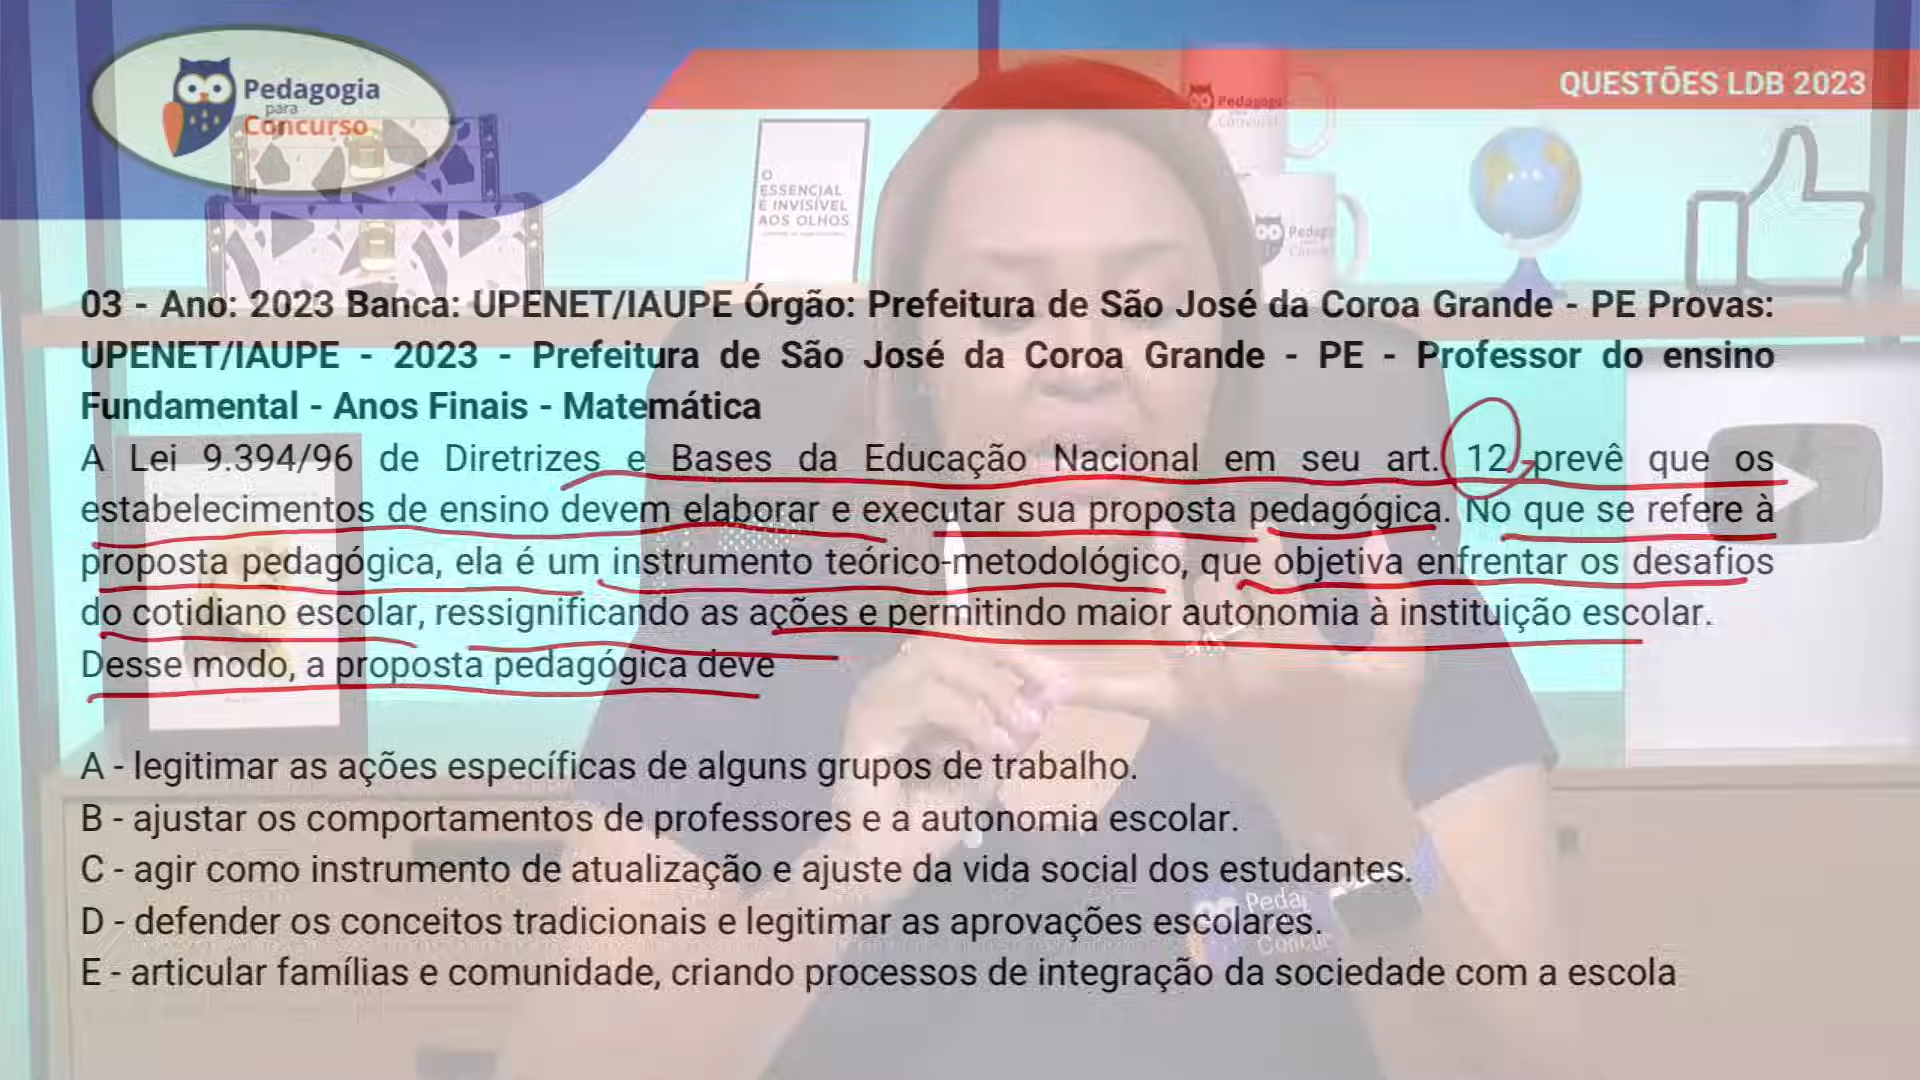 Pedagogia
para
Concurso
QUESTÕES LDB 2023
O
ESSENCIAL
É INVISÍVEL
AOS OLHOS
Pedagogia
Concurso
03 - Ano: 2023 Banca: UPENET/IAUPE Órgão: Prefeitura de São José da Coroa Grande - PE Provas:
UPENET/IAUPE - 2023 - Prefeitura de São José da Coroa Grande - PE - Professor do ensino
Fundamental - Anos Finais - Matemática
A Lei 9.394/96 de Diretrizes e Bases da Educação Nacional em seu art. 12 prevê que os
estabelecimentos de ensino devem elaborar e executar sua proposta pedagógica. No que se refere à
proposta pedagógica, ela é um instrumento teórico-metodológico, que objetiva enfrentar os desafios
do cotidiano escolar, ressignificando as ações e permitindo maior autonomia à instituição escolar.
Desse modo, a proposta pedagógica deve
A - legitimar as ações específicas de alguns grupos de trabalho.
B - ajustar os comportamentos de professores e a autonomia escolar.
C - agir como instrumento de atualização e ajuste da vida social dos estudantes.
D - defender os conceitos tradicionais e legitimar as aprovações escolares.
E - articular famílias e comunidade, criando processos de integração da sociedade com a escola